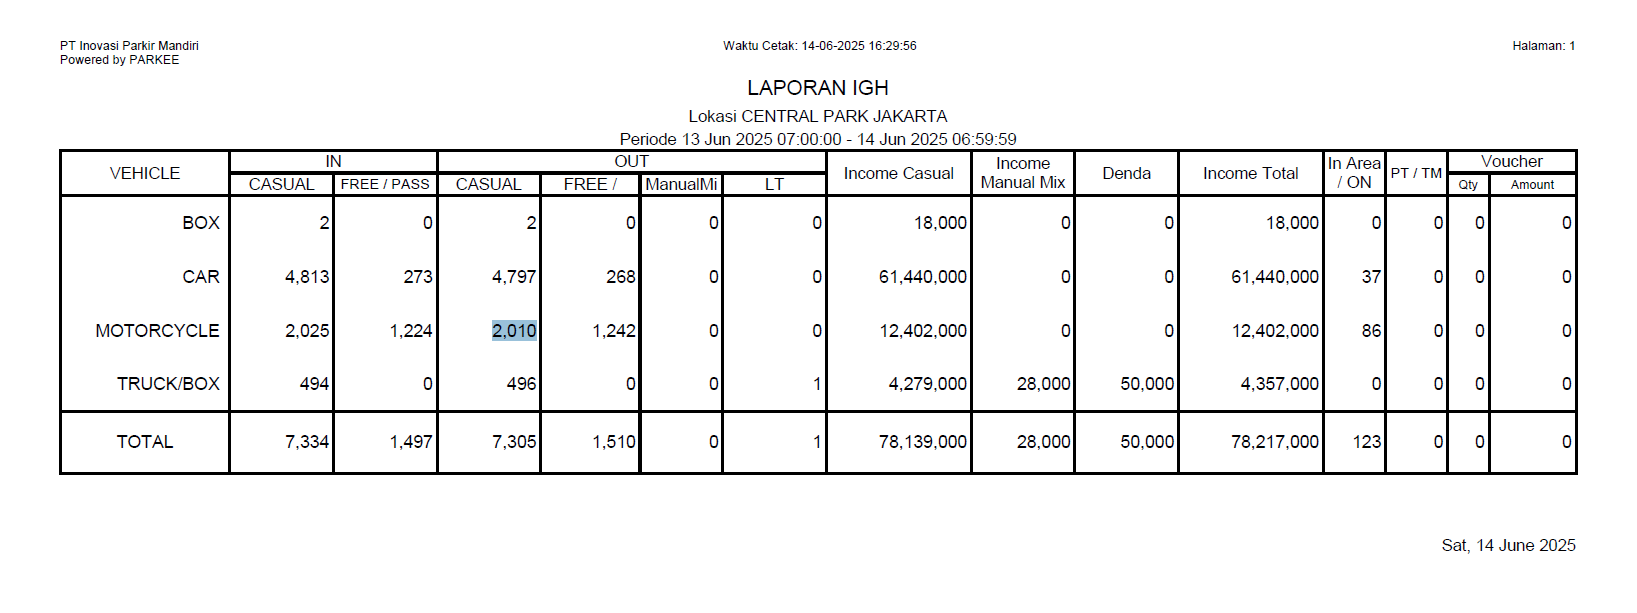 PT Inovasi Parkir Mandiri
Powered by PARKEE
Waktu Cetak: 14-06-2025 16:29:56
Halaman: 1
LAPORAN IGH
Lokasi CENTRAL PARK JAKARTA
Periode 13 Jun 2025 07:00:00 - 14 Jun 2025 06:59:59
VEHICLE IN OUT Income Casual Income Manual Mix Denda Income Total In Area / ON PT / TM Voucher
CASUAL FREE / PASS CASUAL FREE / ManualMi LT Qty Amount
BOX 2 0 2 0 0 0 18,000 0 0 18,000 0 0 0 0
CAR 4,813 273 4,797 268 0 0 61,440,000 0 0 61,440,000 37 0 0 0
MOTORCYCLE 2,025 1,224 2,010 1,242 0 0 12,402,000 0 0 12,402,000 86 0 0 0
TRUCK/BOX 494 0 496 0 0 1 4,279,000 28,000 50,000 4,357,000 0 0 0 0
TOTAL 7,334 1,497 7,305 1,510 0 1 78,139,000 28,000 50,000 78,217,000 123 0 0 0
Sat, 14 June 2025